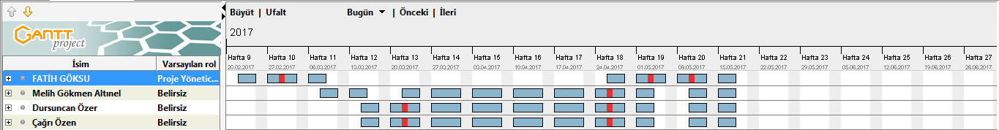 Büyüt | Ufalt Bugün | Önceki | İleri
GANTT
project
2017
İsim Varsayılan rol
Hafta 9 Hafta 10 Hafta 11 Hafta 12 Hafta 13 Hafta 14 Hafta 15 Hafta 16 Hafta 17 Hafta 18 Hafta 19 Hafta 20 Hafta 21 Hafta 22 Hafta 23 Hafta 24 Hafta 25 Hafta 26 Hafta 27
20.02.2017 27.02.2017 06.03.2017 13.03.2017 20.03.2017 27.03.2017 03.04.2017 10.04.2017 17.04.2017 24.04.2017 01.05.2017 08.05.2017 15.05.2017 22.05.2017 29.05.2017 05.06.2017 12.06.2017 19.06.2017 26.06.2017
FATİH GÖKSU Proje Yönetic...
Melih Gökmen Altınel Belirsiz
Dursuncan Özer Belirsiz
Çağrı Özen Belirsiz